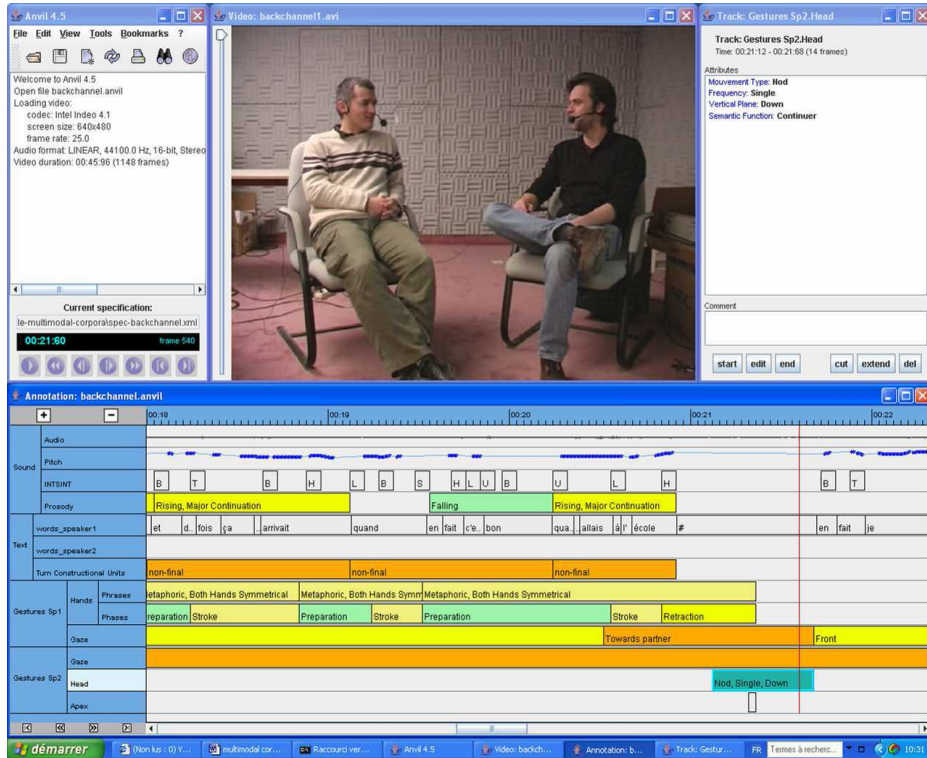 Anvil 4.5
File Edit View Tools Bookmarks ?
Welcome to Anvil 4.5
Open file backchannel.anvil
Loading video:
codec: Intel Indeo 4.1
screen size: 640x480
frame rate: 25.0
Audio format: LINEAR, 44100.0 Hz, 16-bit, Stereo
Video duration: 00:45:96 (1148 frames)
Current specification:
le-multimodal-corpora\spec-backchannel.xml
00:21:60 frame 540
Video: backchannel1.avi
Track: Gestures Sp2.Head
Track: Gestures Sp2.Head
Time: 00:21:12 - 00:21:68 (14 frames)
Attributes
Mouvement Type: Nod
Frequency: Single
Vertical Plane: Down
Semantic Function: Continuer
Comment
start edit end cut extend del
Annotation: backchannel.anvil
+ - 00:18 00:19 00:20 00:21 00:22
Sound
Audio
Pitch
INTSINT B T B H L B S H L U B U L H B T
Prosody Rising, Major Continuation Falling Rising, Major Continuation
Text
words_speaker1 et d.. fois ça ..arrivait quand en fait c'e.. bon qua.. ..allais à l' école # en fait je
words_speaker2
Turn Constructional Units non-final non-final non-final
Gestures Sp1
Hands
Phrases Metaphoric, Both Hands Symmetrical Metaphoric, Both Hands Symm Metaphoric, Both Hands Symmetrical
Phases reparation Stroke Preparation Stroke Preparation Stroke Retraction
Gaze Towards partner Front
Gestures Sp2
Gaze
Head Nod, Single, Down
Apex
démarrer (Non lus : 0) Y... multimodal cor... Raccourci ver... Anvil 4.5 Video: backch... Annotation: b... Track: Gestur... FR Termes à recherc... 10:31